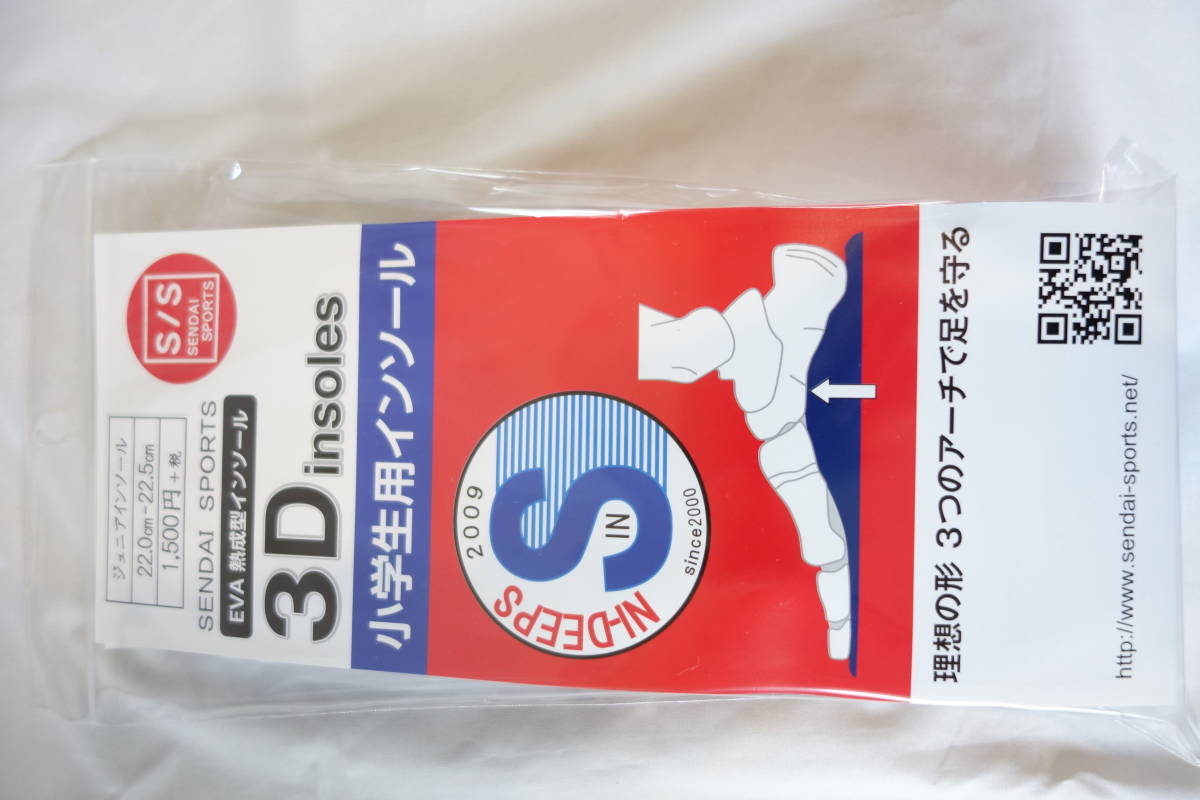 ジュニアインソール
22.0cm-22.5cm
1,500円+税
S/S
SENDAI
SPORTS
SENDAI SPORTS
EVA 熱成型インソール
3D insoles
小学生用インソール
2009
NI-DEEPS
S
IN
since2000
理想の形 3つのアーチで足を守る
http://www.sendai-sports.net/